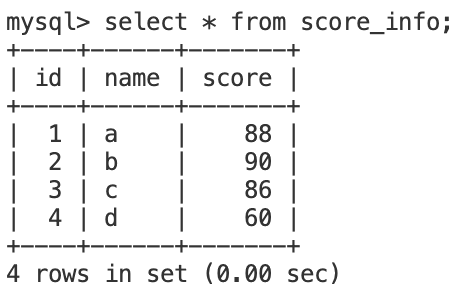 mysql> select * from score_info;
+----+------+-------+
| id | name | score |
+----+------+-------+
|  1 | a    |    88 |
|  2 | b    |    90 |
|  3 | c    |    86 |
|  4 | d    |    60 |
+----+------+-------+
4 rows in set (0.00 sec)